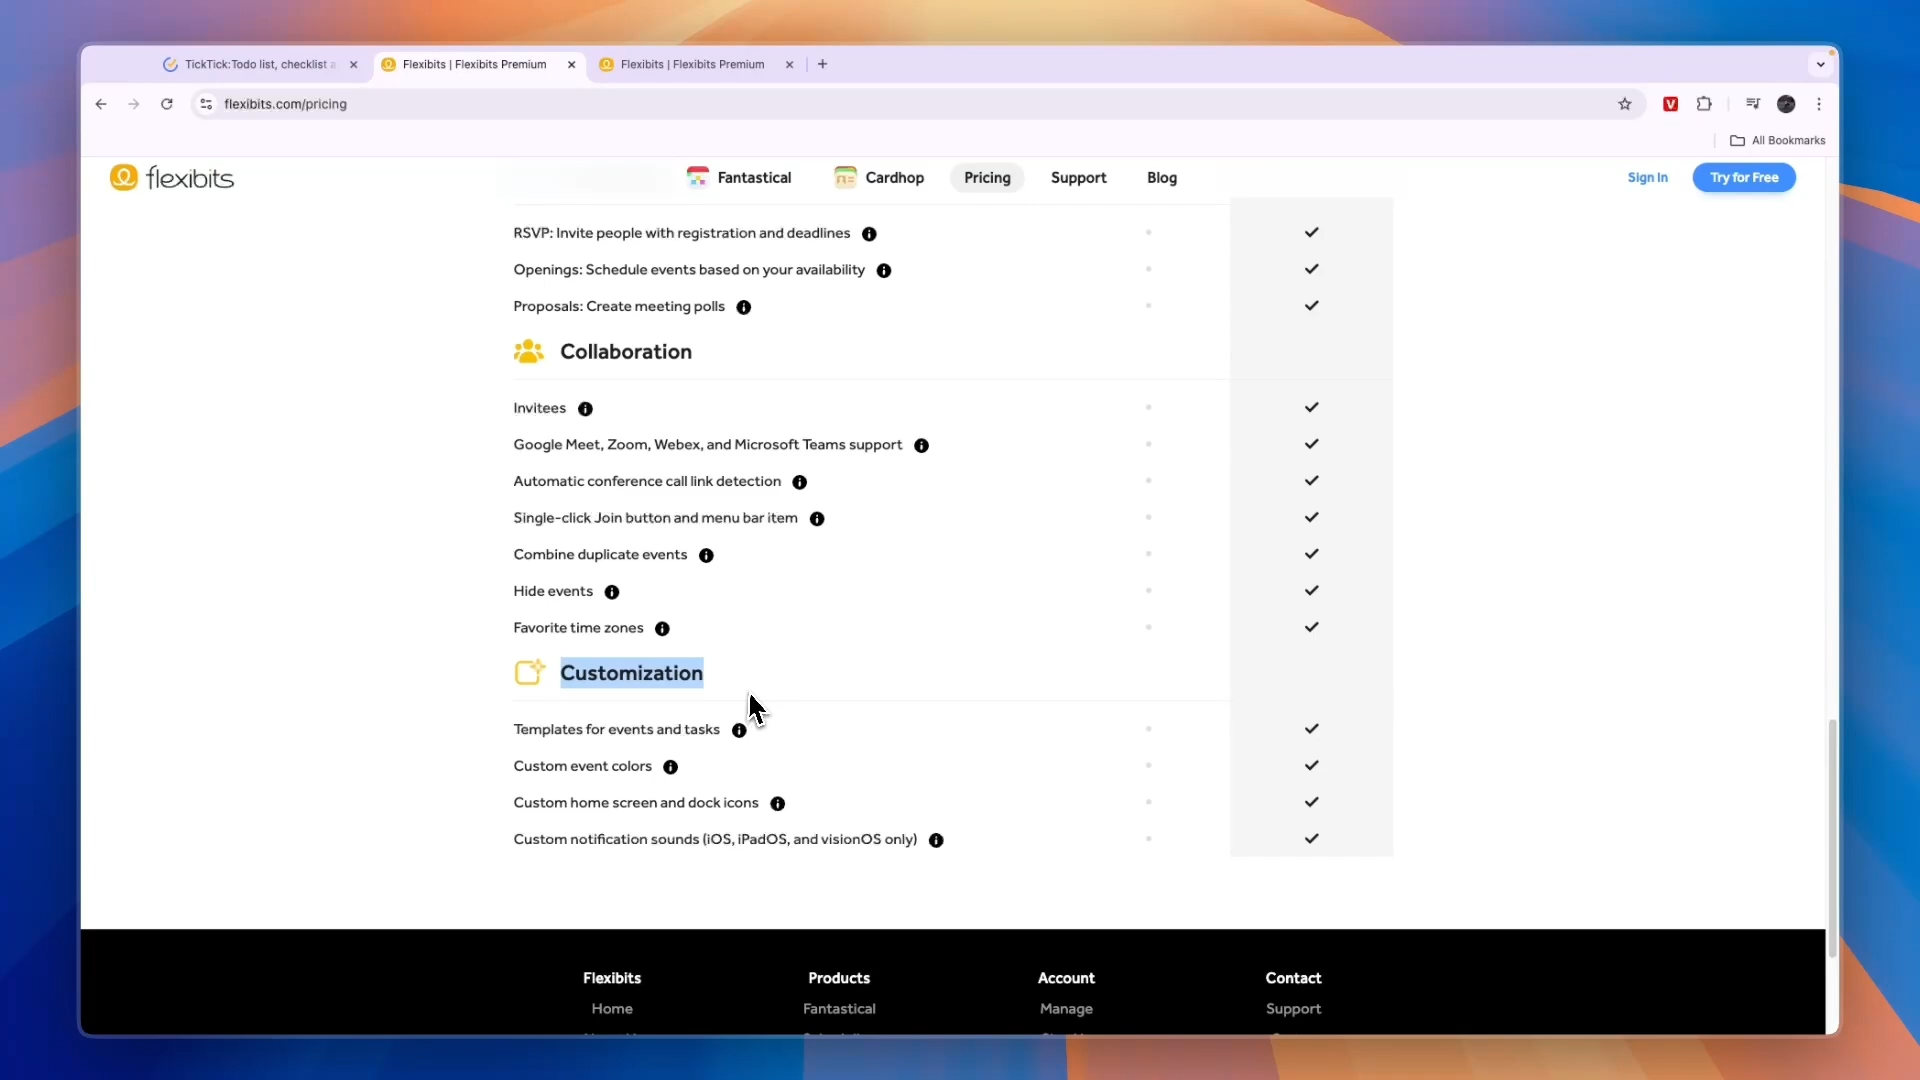 TickTick:Todo list, checklist
Flexibits | Flexibits Premium
Flexibits | Flexibits Premium
flexibits.com/pricing
V
All Bookmarks
flexibits
Fantastical
Cardhop
Pricing
Support
Blog
Sign In
Try for Free
RSVP: Invite people with registration and deadlines
Openings: Schedule events based on your availability
Proposals: Create meeting polls
Collaboration
Invitees
Google Meet, Zoom, Webex, and Microsoft Teams support
Automatic conference call link detection
Single-click Join button and menu bar item
Combine duplicate events
Hide events
Favorite time zones
Customization
Templates for events and tasks
Custom event colors
Custom home screen and dock icons
Custom notification sounds (iOS, iPadOS, and visionOS only)
Flexibits
Products
Account
Contact
Home
Fantastical
Manage
Support